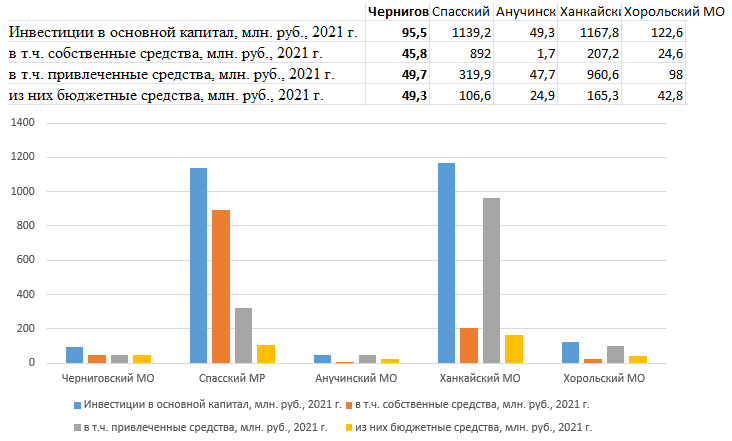 Чернигов Спасский Анучинск Ханкайски Хорольский МО
Инвестиции в основной капитал, млн. руб., 2021 г. 95,5 1139,2 49,3 1167,8 122,6
в т.ч. собственные средства, млн. руб., 2021 г. 45,8 892 1,7 207,2 24,6
в т.ч. привлеченные средства, млн. руб., 2021 г. 49,7 319,9 47,7 960,6 98
из них бюджетные средства, млн. руб., 2021 г. 49,3 106,6 24,9 165,3 42,8
1400
1200
1000
800
600
400
200
0
Черниговский МО Спасский МР Анучинский МО Ханкайский МО Хорольский МО
Инвестиции в основной капитал, млн. руб., 2021 г. в т.ч. собственные средства, млн. руб., 2021 г.
в т.ч. привлеченные средства, млн. руб., 2021 г. из них бюджетные средства, млн. руб., 2021 г.